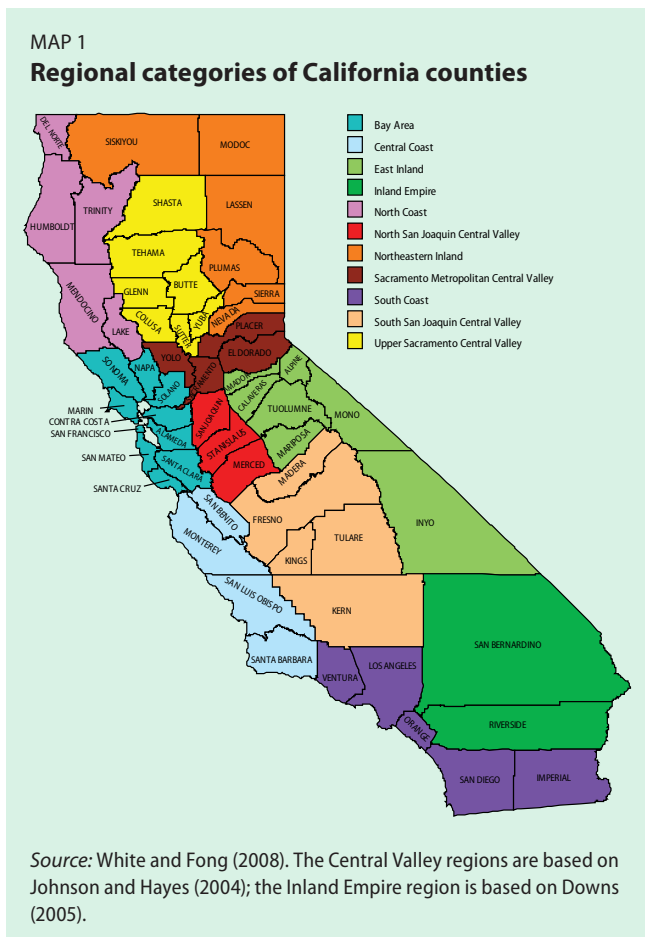 MAP 1
Regional categories of California counties
Bay Area
Central Coast
East Inland
Inland Empire
North Coast
North San Joaquin Central Valley
Northeastern Inland
Sacramento Metropolitan Central Valley
South Coast
South San Joaquin Central Valley
Upper Sacramento Central Valley
DEL NORTE
SISKIYOU
MODOC
HUMBOLDT
TRINITY
SHASTA
LASSEN
TEHAMA
PLUMAS
MENDOCINO
GLENN
BUTTE
SIERRA
LAKE
COLUSA
SUTTER
YUBA
NEVADA
PLACER
YOLO
EL DORADO
SONOMA
NAPA
SOLANO
AMADOR
ALPINE
CALAVERAS
TUOLUMNE
MONO
MARIN
CONTRA COSTA
SAN FRANCISCO
ALAMEDA
SAN JOAQUIN
STANISLAUS
MARIPOSA
SAN MATEO
SANTA CLARA
MERCED
MADERA
SANTA CRUZ
SAN BENITO
FRESNO
INYO
MONTEREY
KINGS
TULARE
SAN LUIS OBISPO
KERN
SAN BERNARDINO
SANTA BARBARA
VENTURA
LOS ANGELES
ORANGE
RIVERSIDE
SAN DIEGO
IMPERIAL
Source: White and Fong (2008). The Central Valley regions are based on
Johnson and Hayes (2004); the Inland Empire region is based on Downs
(2005).